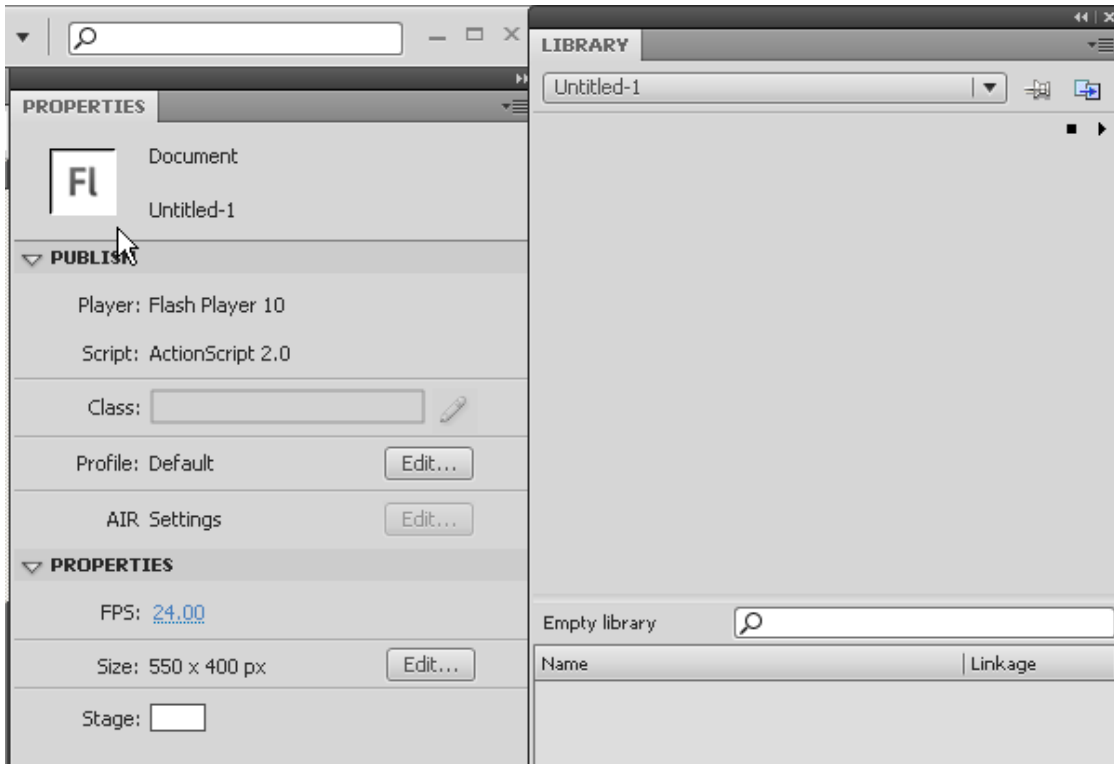 PROPERTIES
Fl
Document
Untitled-1
PUBLISH
Player: Flash Player 10
Script: ActionScript 2.0
Class:
Profile: Default Edit...
AIR Settings Edit...
PROPERTIES
FPS: 24.00
Size: 550 x 400 px Edit...
Stage:
LIBRARY
Untitled-1
Empty library
Name Linkage